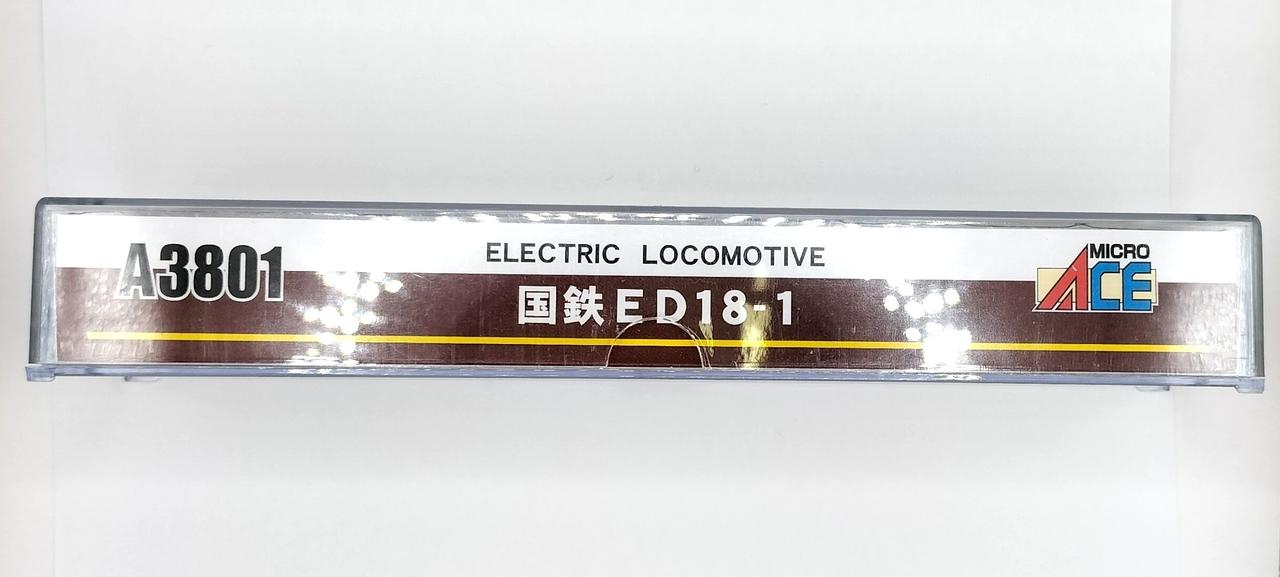 A3801
ELECTRIC LOCOMOTIVE
国鉄ED18-1
MICRO
ACE